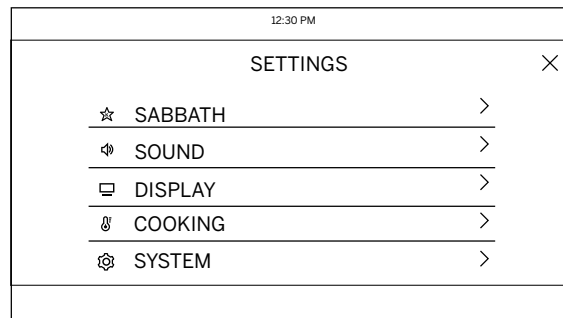 12:30 PM
SETTINGS
SABBATH
SOUND
DISPLAY
COOKING
SYSTEM